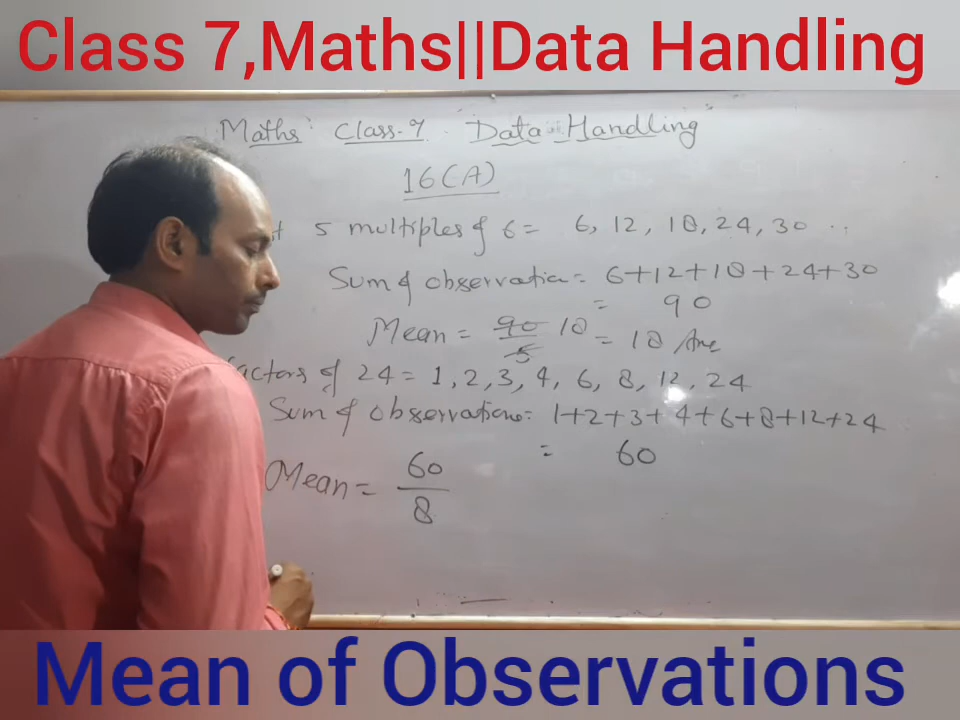 Class 7,Maths||Data Handling
Maths Class-7 Data Handling
16(A)
5 multiples of 6 = 6, 12, 18, 24, 30 ..
Sum of observation = 6+12+18+24+30
= 90
Mean = 90/5 18 = 18 Ans
factors of 24 = 1, 2, 3, 4, 6, 8, 12, 24
Sum of observations = 1+2+3+4+6+8+12+24
= 60
Mean = 60/8
Mean of Observations